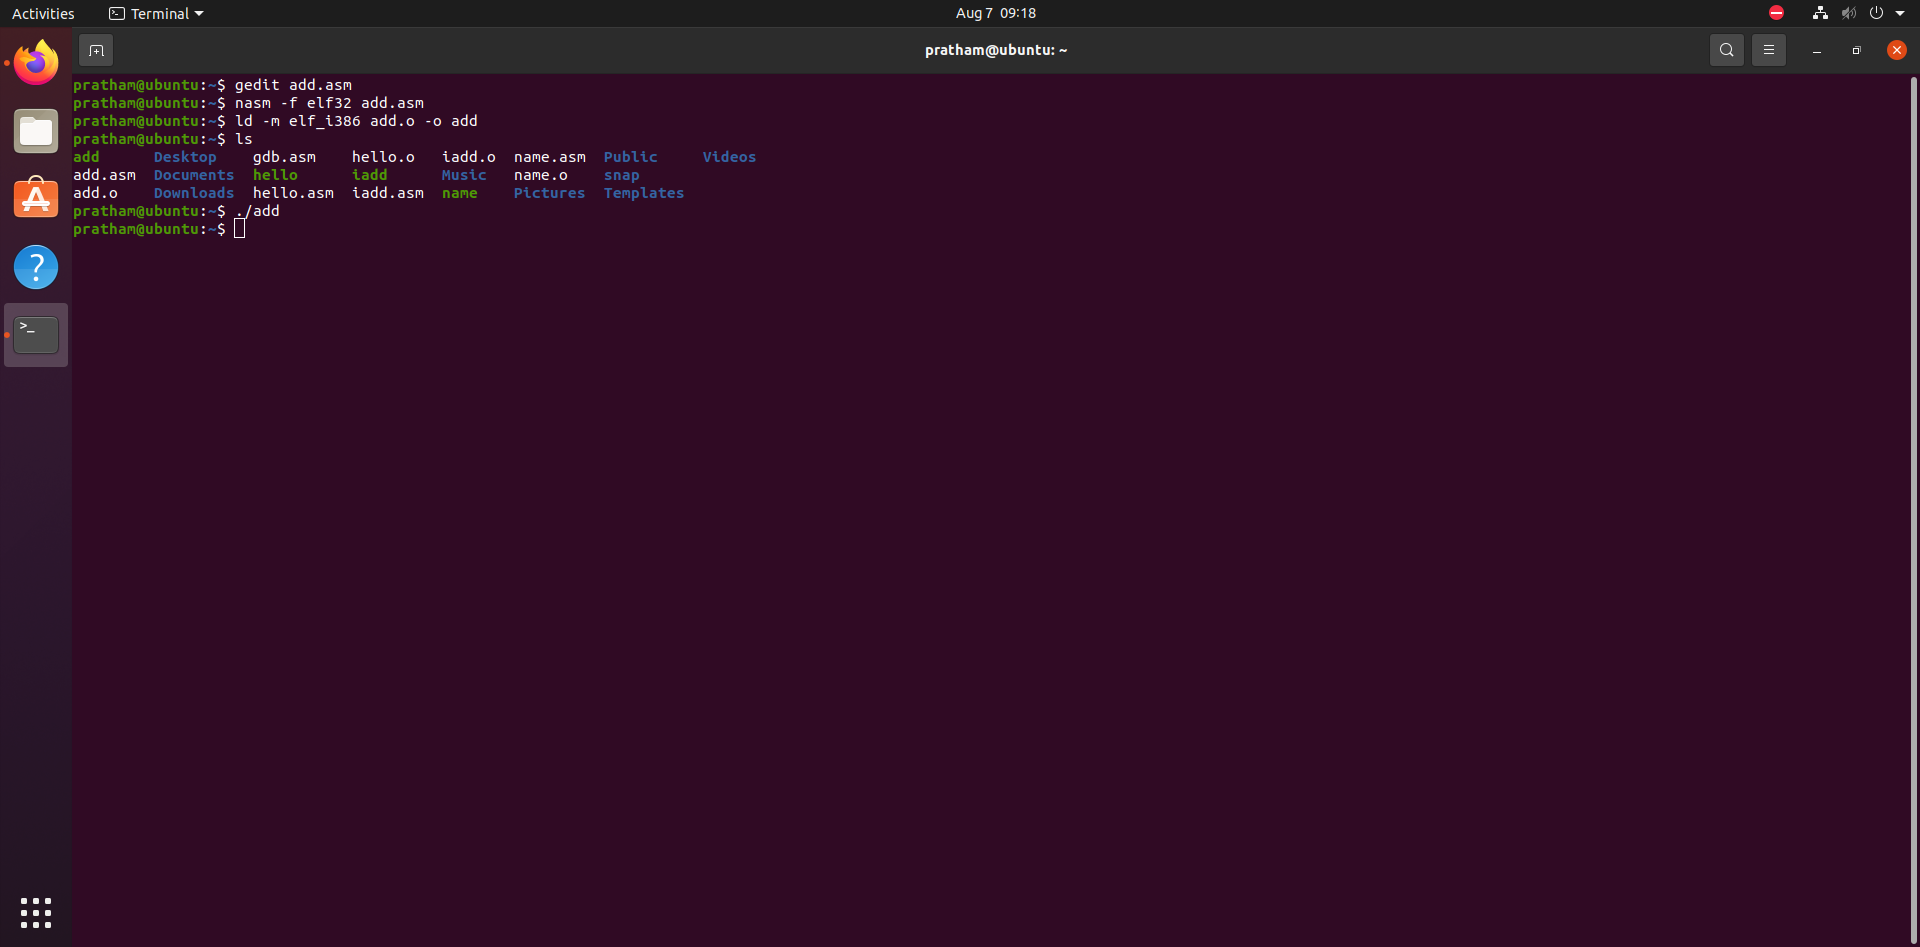 Activities Terminal Aug 7 09:18
pratham@ubuntu: ~
pratham@ubuntu:~$ gedit add.asm
pratham@ubuntu:~$ nasm -f elf32 add.asm
pratham@ubuntu:~$ ld -m elf_i386 add.o -o add
pratham@ubuntu:~$ ls
add Desktop gdb.asm hello.o iadd.o name.asm Public Videos
add.asm Documents hello iadd Music name.o snap
add.o Downloads hello.asm iadd.asm name Pictures Templates
pratham@ubuntu:~$ ./add
pratham@ubuntu:~$